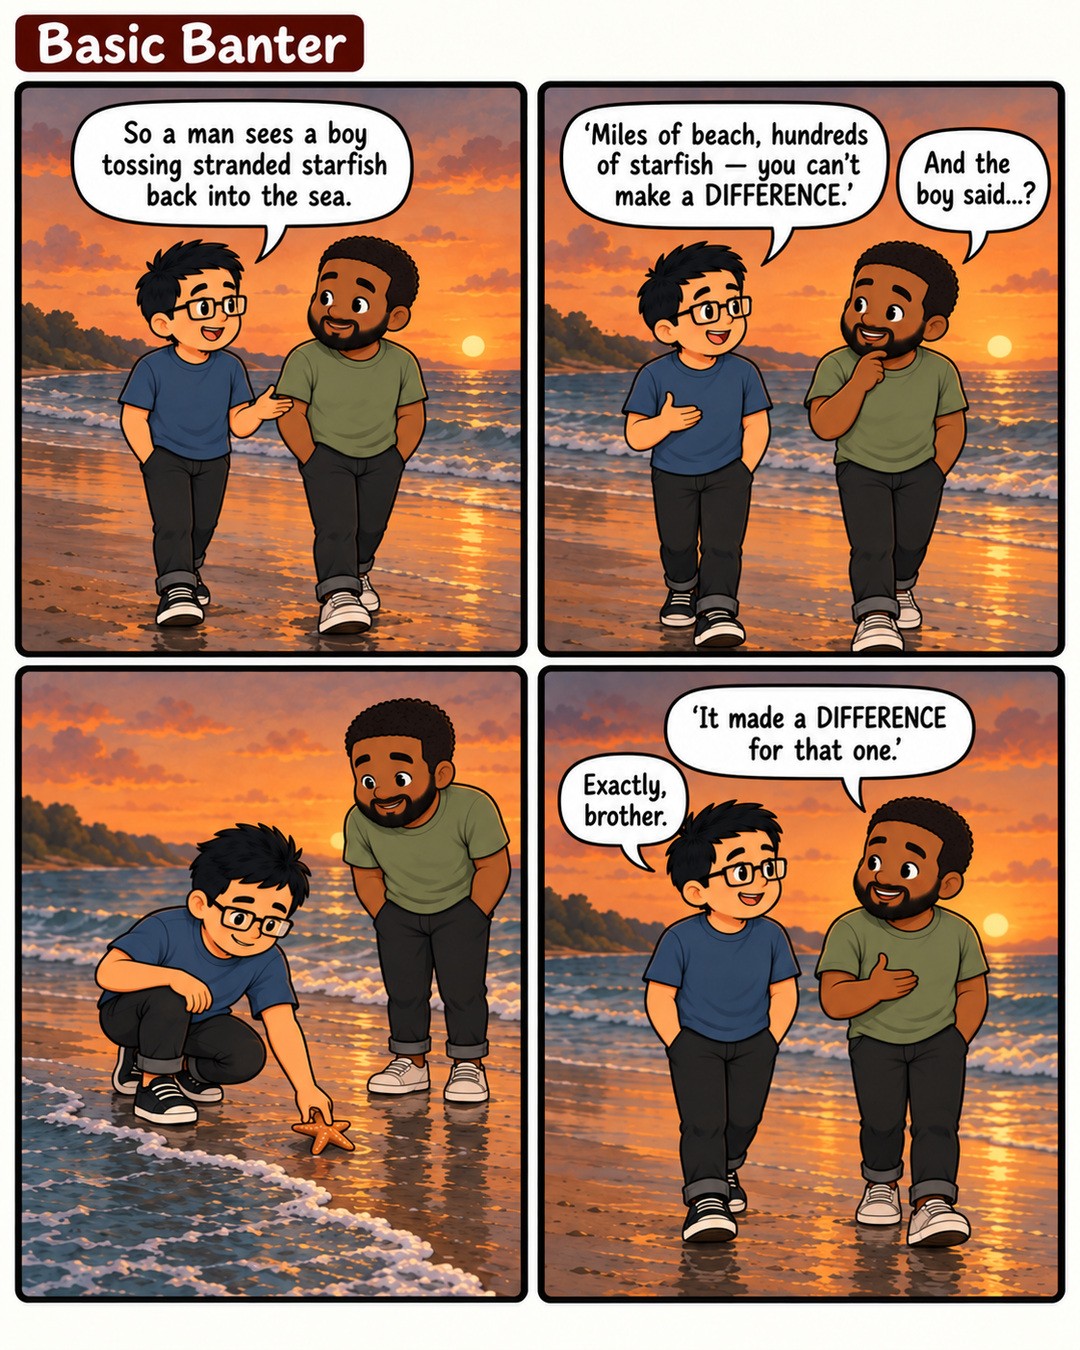 Basic Banter
So a man sees a boy
tossing stranded starfish
back into the sea.
‘Miles of beach, hundreds
of starfish — you can’t
make a DIFFERENCE.’
And the
boy said...?
‘It made a DIFFERENCE
for that one.’
Exactly,
brother.